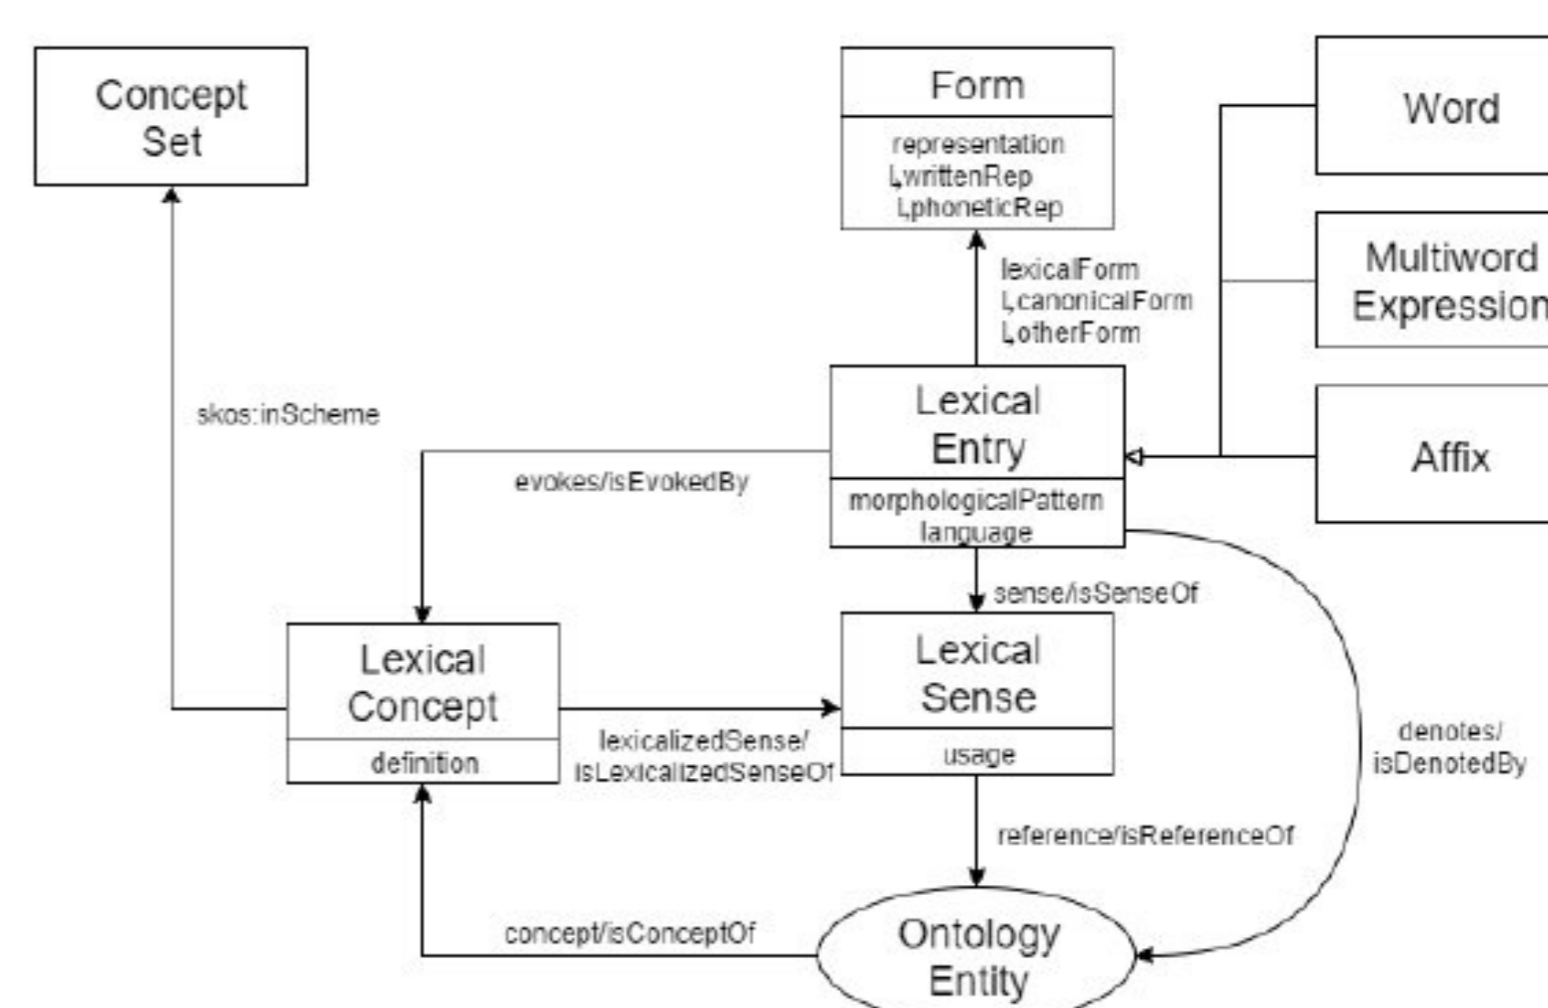 Concept
Set
Form
representation
↳writtenRep
↳phoneticRep
Word
Multiword
Expression
lexicalForm
↳canonicalForm
↳otherForm
skos:inScheme
evokes/isEvokedBy
Lexical
Entry
morphologicalPattern
language
Affix
sense/isSenseOf
Lexical
Concept
definition
lexicalizedSense/
isLexicalizedSenseOf
Lexical
Sense
usage
denotes/
isDenotedBy
reference/isReferenceOf
concept/isConceptOf
Ontology
Entity